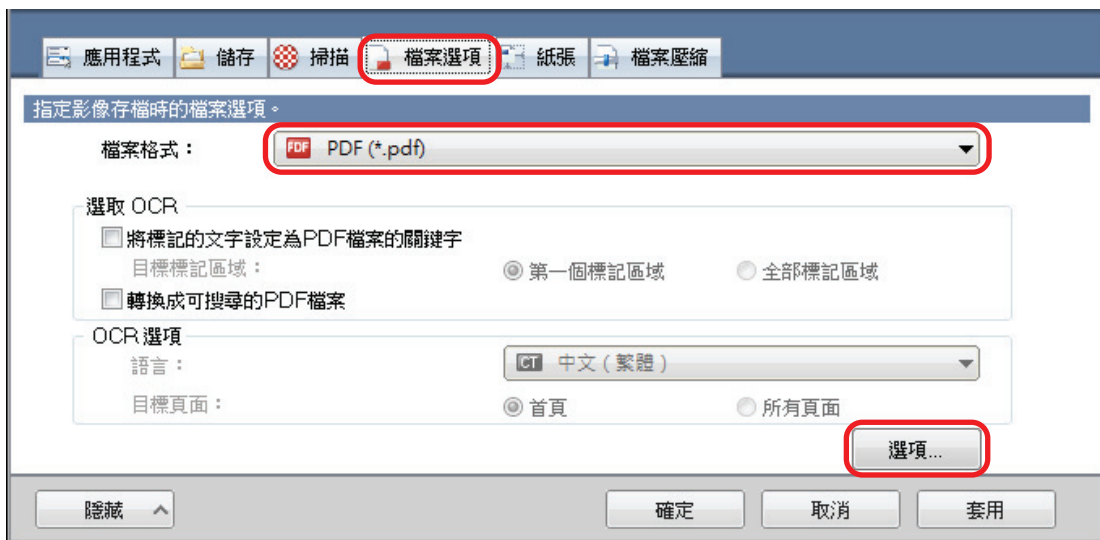 應用程式 儲存 掃描 檔案選項 紙張 檔案壓縮
指定影像存檔時的檔案選項。
檔案格式： PDF PDF (*.pdf)
選取 OCR
將標記的文字設定為PDF檔案的關鍵字
目標標記區域： 第一個標記區域 全部標記區域
轉換成可搜尋的PDF檔案
OCR 選項
語言： CT 中文 ( 繁體 )
目標頁面： 首頁 所有頁面
選項...
隱藏 確定 取消 套用